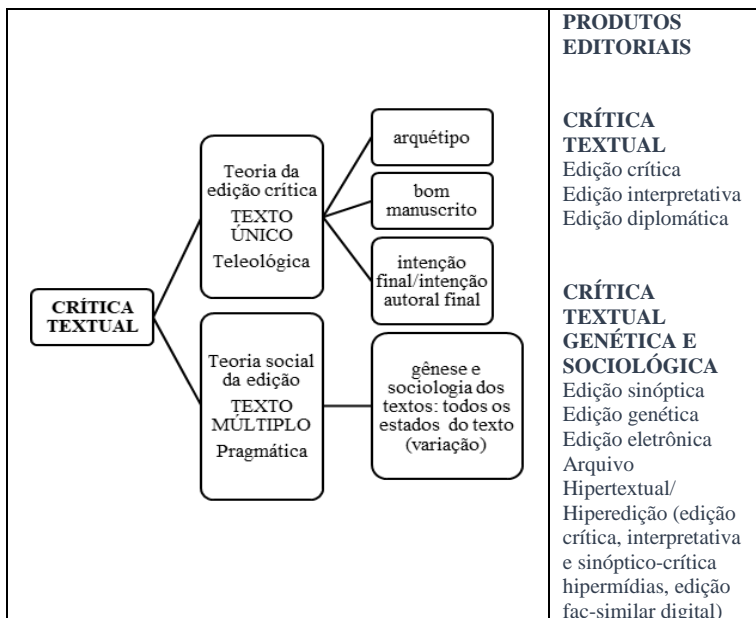 CRÍTICA
TEXTUAL
Teoria da
edição crítica
TEXTO
ÚNICO
Teleológica
arquétipo
bom
manuscrito
intenção
final/intenção
autoral final
Teoria social
da edição
TEXTO
MÚLTIPLO
Pragmática
gênese e
sociologia dos
textos: todos os
estados do texto
(variação)
PRODUTOS
EDITORIAIS
CRÍTICA
TEXTUAL
Edição crítica
Edição interpretativa
Edição diplomática
CRÍTICA
TEXTUAL
GENÉTICA E
SOCIOLÓGICA
Edição sinóptica
Edição genética
Edição eletrônica
Arquivo
Hipertextual/
Hiperedição (edição
crítica, interpretativa
e sinóptico-crítica
hipermídias, edição
fac-similar digital)